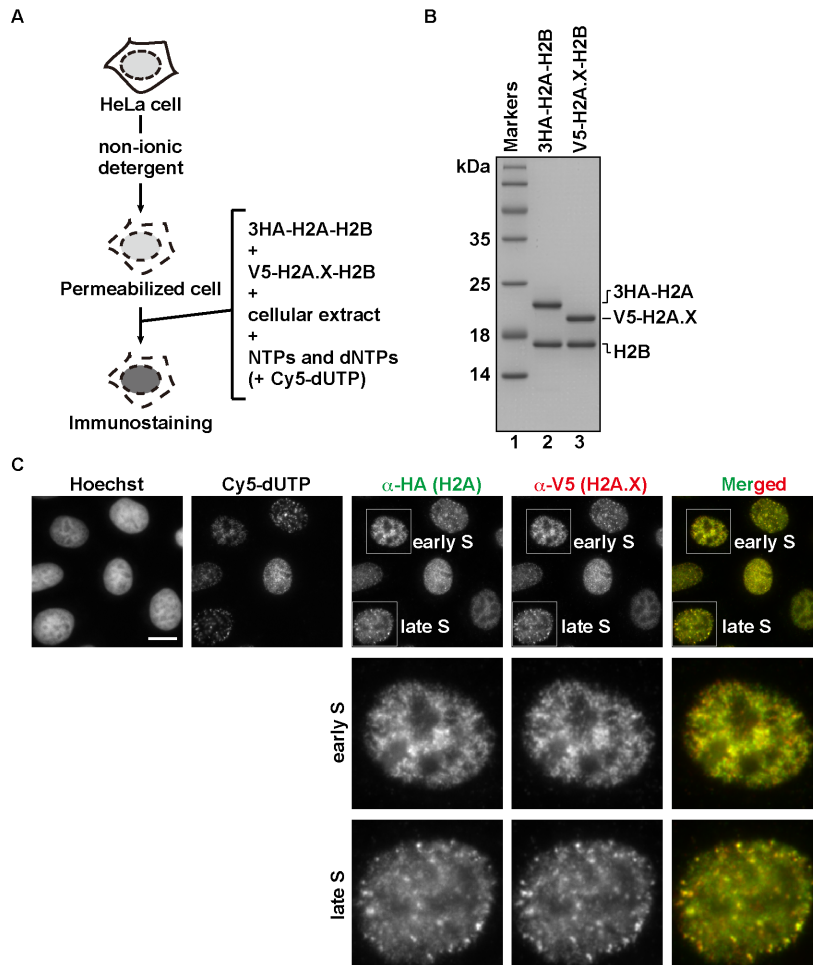 A
HeLa cell
non-ionic
detergent
Permeabilized cell
Immunostaining
3HA-H2A-H2B
+
V5-H2A.X-H2B
+
cellular extract
+
NTPs and dNTPs
(+ Cy5-dUTP)
B
Markers
3HA-H2A-H2B
V5-H2A.X-H2B
kDa
35
25
18
14
3HA-H2A
V5-H2A.X
H2B
1 2 3
C
Hoechst Cy5-dUTP α-HA (H2A) α-V5 (H2A.X) Merged
early S early S early S
late S late S late S
early S
late S